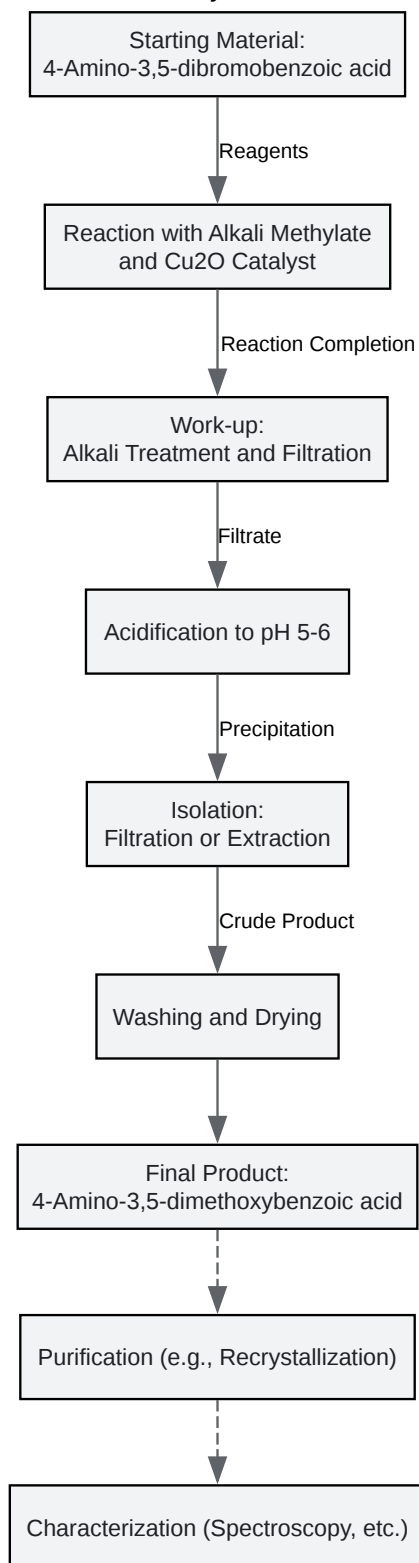 Starting Material:
4-Amino-3,5-dibromobenzoic acid
Reagents
Reaction with Alkali Methylate
and Cu2O Catalyst
Reaction Completion
Work-up:
Alkali Treatment and Filtration
Filtrate
Acidification to pH 5-6
Precipitation
Isolation:
Filtration or Extraction
Crude Product
Washing and Drying
Final Product:
4-Amino-3,5-dimethoxybenzoic acid
Purification (e.g., Recrystallization)
Characterization (Spectroscopy, etc.)